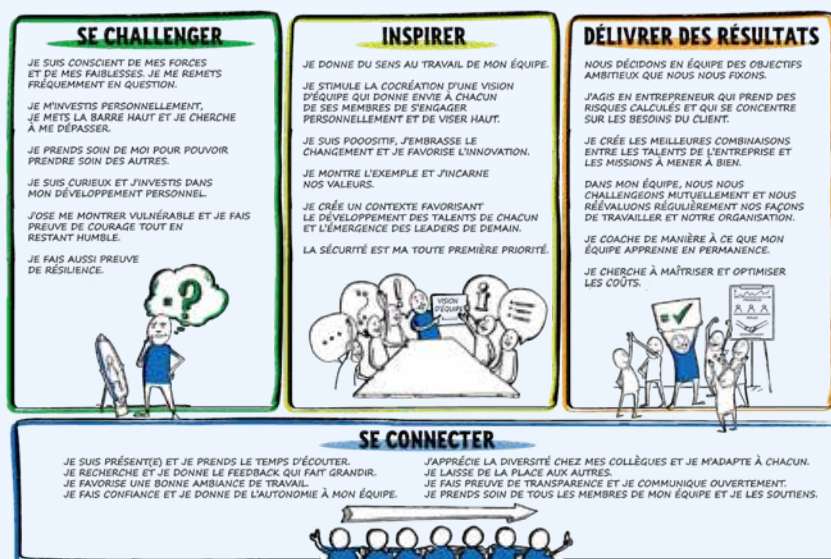 SE CHALLENGER
JE SUIS CONSCIENT DE MES FORCES
ET DE MES FAIBLESSES. JE ME REMETS
FRÉQUEMMENT EN QUESTION.
JE M'INVESTIS PERSONNELLEMENT,
JE METS LA BARRE HAUT ET JE CHERCHE
À ME DÉPASSER.
JE PRENDS SOIN DE MOI POUR POUVOIR
PRENDRE SOIN DES AUTRES.
JE SUIS CURIEUX ET J'INVESTIS DANS
MON DÉVELOPPEMENT PERSONNEL.
J'OSE ME MONTRER VULNÉRABLE ET JE FAIS
PREUVE DE COURAGE TOUT EN
RESTANT HUMBLE.
JE FAIS AUSSI PREUVE
DE RÉSILIENCE.
= ?
INSPIRER
JE DONNE DU SENS AU TRAVAIL DE MON ÉQUIPE.
JE STIMULE LA COCRÉATION D'UNE VISION
D'ÉQUIPE QUI DONNE ENVIE À CHACUN
DE SES MEMBRES DE S'ENGAGER
PERSONNELLEMENT ET DE VISER HAUT.
JE SUIS POOOSITIF, J'EMBRASSE LE
CHANGEMENT ET JE FAVORISE L'INNOVATION.
JE MONTRE L'EXEMPLE ET J'INCARNE
NOS VALEURS.
JE CRÉE UN CONTEXTE FAVORISANT
LE DÉVELOPPEMENT DES TALENTS DE CHACUN
ET L'ÉMERGENCE DES LEADERS DE DEMAIN.
LA SÉCURITÉ EST MA TOUTE PREMIÈRE PRIORITÉ.
VISION
D'ÉQUIPE
DÉLIVRER DES RÉSULTATS
NOUS DÉCIDONS EN ÉQUIPE DES OBJECTIFS
AMBITIEUX QUE NOUS NOUS FIXONS.
J'AGIS EN ENTREPRENEUR QUI PREND DES
RISQUES CALCULÉS ET QUI SE CONCENTRE
SUR LES BESOINS DU CLIENT.
JE CRÉE LES MEILLEURES COMBINAISONS
ENTRE LES TALENTS DE L'ENTREPRISE ET
LES MISSIONS À MENER À BIEN.
DANS MON ÉQUIPE, NOUS NOUS
CHALLENGEONS MUTUELLEMENT ET NOUS
RÉÉVALUONS RÉGULIÈREMENT NOS FAÇONS
DE TRAVAILLER ET NOTRE ORGANISATION.
JE COACHE DE MANIÈRE À CE QUE MON
ÉQUIPE APPRENNE EN PERMANENCE.
JE CHERCHE À MAÎTRISER ET OPTIMISER
LES COÛTS.
SE CONNECTER
JE SUIS PRÉSENT(E) ET JE PRENDS LE TEMPS D'ÉCOUTER.
JE RECHERCHE ET JE DONNE LE FEEDBACK QUI FAIT GRANDIR.
JE FAVORISE UNE BONNE AMBIANCE DE TRAVAIL.
JE FAIS CONFIANCE ET JE DONNE DE L'AUTONOMIE À MON ÉQUIPE.
J'APPRÉCIE LA DIVERSITÉ CHEZ MES COLLÈGUES ET JE M'ADAPTE À CHACUN.
JE LAISSE DE LA PLACE AUX AUTRES.
JE FAIS PREUVE DE TRANSPARENCE ET JE COMMUNIQUE OUVERTEMENT.
JE PRENDS SOIN DE TOUS LES MEMBRES DE MON ÉQUIPE ET JE LES SOUTIENS.